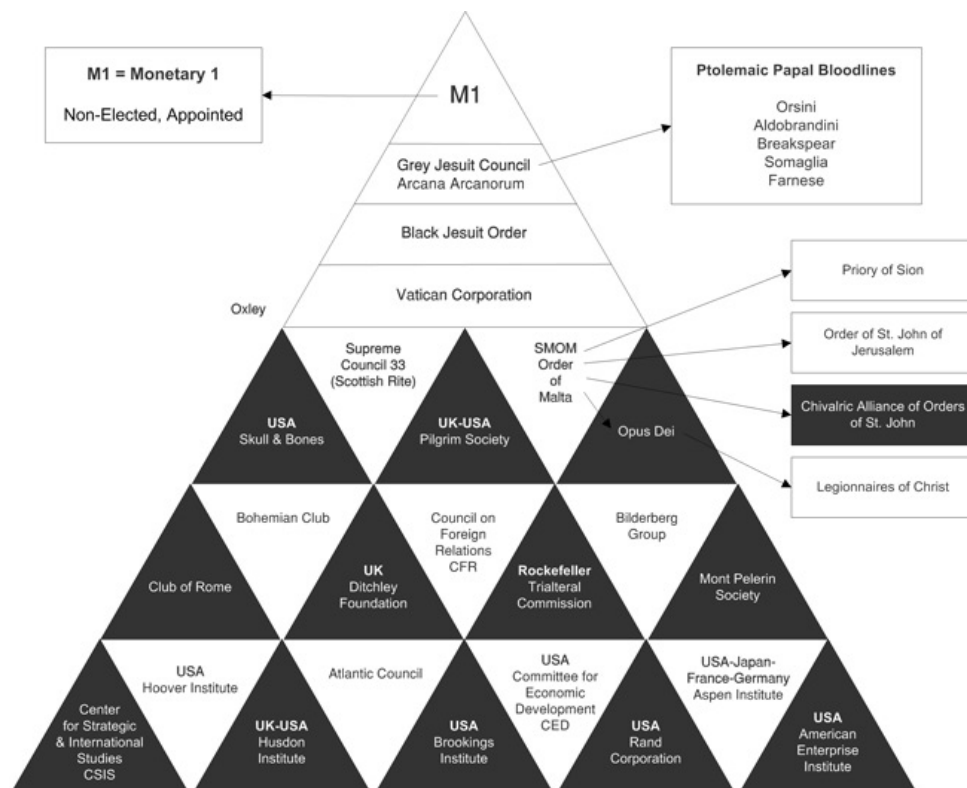 M1 = Monetary 1
Non-Elected, Appointed
M1
Ptolemaic Papal Bloodlines
Orsini
Aldobrandini
Breakspear
Somaglia
Farnese
Grey Jesuit Council
Arcana Arcanorum
Black Jesuit Order
Vatican Corporation
Oxley
Priory of Sion
Order of St. John of
Jerusalem
Chivalric Alliance of Orders
of St. John
Legionnaires of Christ
Supreme
Council 33
(Scottish Rite)
SMOM
Order
of
Malta
USA
Skull & Bones
UK-USA
Pilgrim Society
Opus Dei
Bohemian Club
Council on
Foreign
Relations
CFR
Bilderberg
Group
Club of Rome
UK
Ditchley
Foundation
Rockefeller
Trialteral
Commission
Mont Pelerin
Society
USA
Hoover Institute
Atlantic Council
USA
Committee for
Economic
Development
CED
USA-Japan-
France-Germany
Aspen Institute
Center
for Strategic
& International
Studies
CSIS
UK-USA
Husdon
Institute
USA
Brookings
Institute
USA
Rand
Corporation
USA
American
Enterprise
Institute